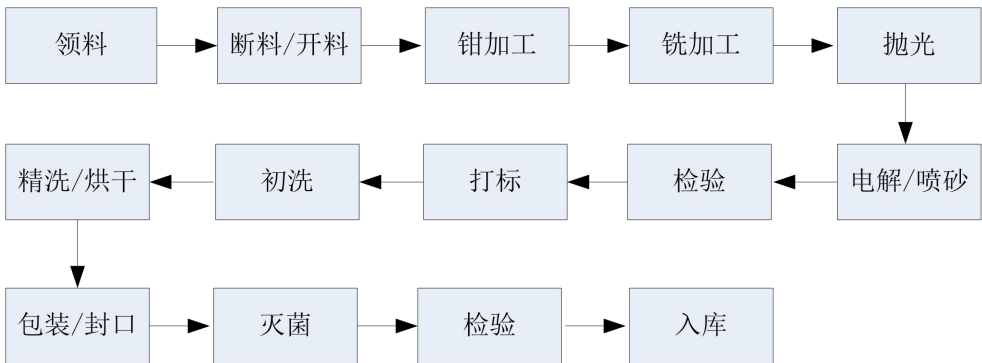 领料
断料/开料
钳加工
铣加工
抛光
电解/喷砂
检验
打标
初洗
精洗/烘干
包装/封口
灭菌
检验
入库